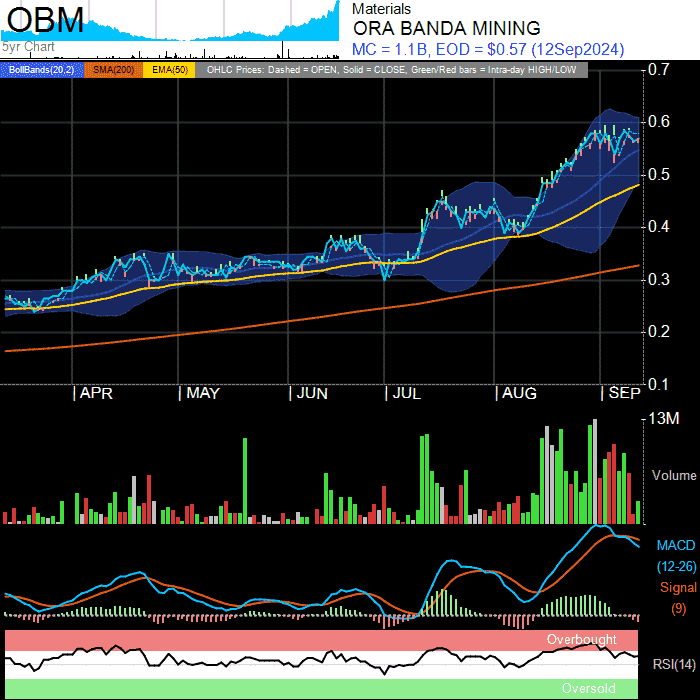 OBM
5yr Chart
Materials
ORA BANDA MINING
MC = 1.1B, EOD = $0.57 (12Sep2024)
BollBands(20,2) SMA(200) EMA(50) OHLC Prices: Dashed = OPEN, Solid = CLOSE, Green/Red bars = Intra-day HIGH/LOW
0.7
0.6
0.5
0.4
0.3
0.2
0.1
APR MAY JUN JUL AUG SEP
13M
Volume
MACD
(12-26)
Signal
(9)
Overbought
RSI(14)
Oversold